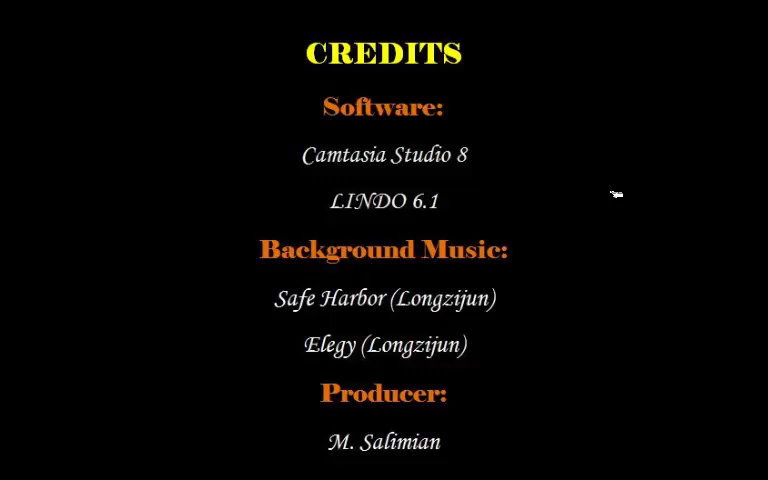 CREDITS
Software:
Camtasia Studio 8
LINDO 6.1
Background Music:
Safe Harbor (Longzijun)
Elegy (Longzijun)
Producer:
M. Salimian